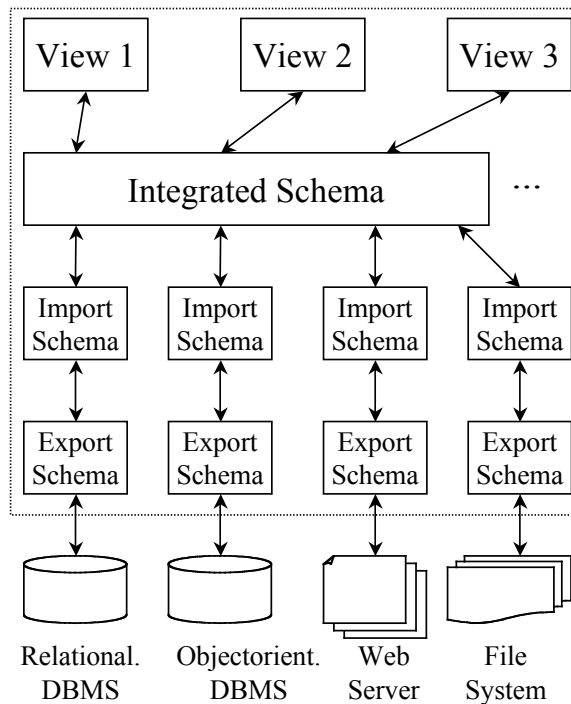 View 1
View 2
View 3
Integrated Schema
...
Import
Schema
Import
Schema
Import
Schema
Import
Schema
Export
Schema
Export
Schema
Export
Schema
Export
Schema
Relational.
DBMS
Objectorient.
DBMS
Web
Server
File
System